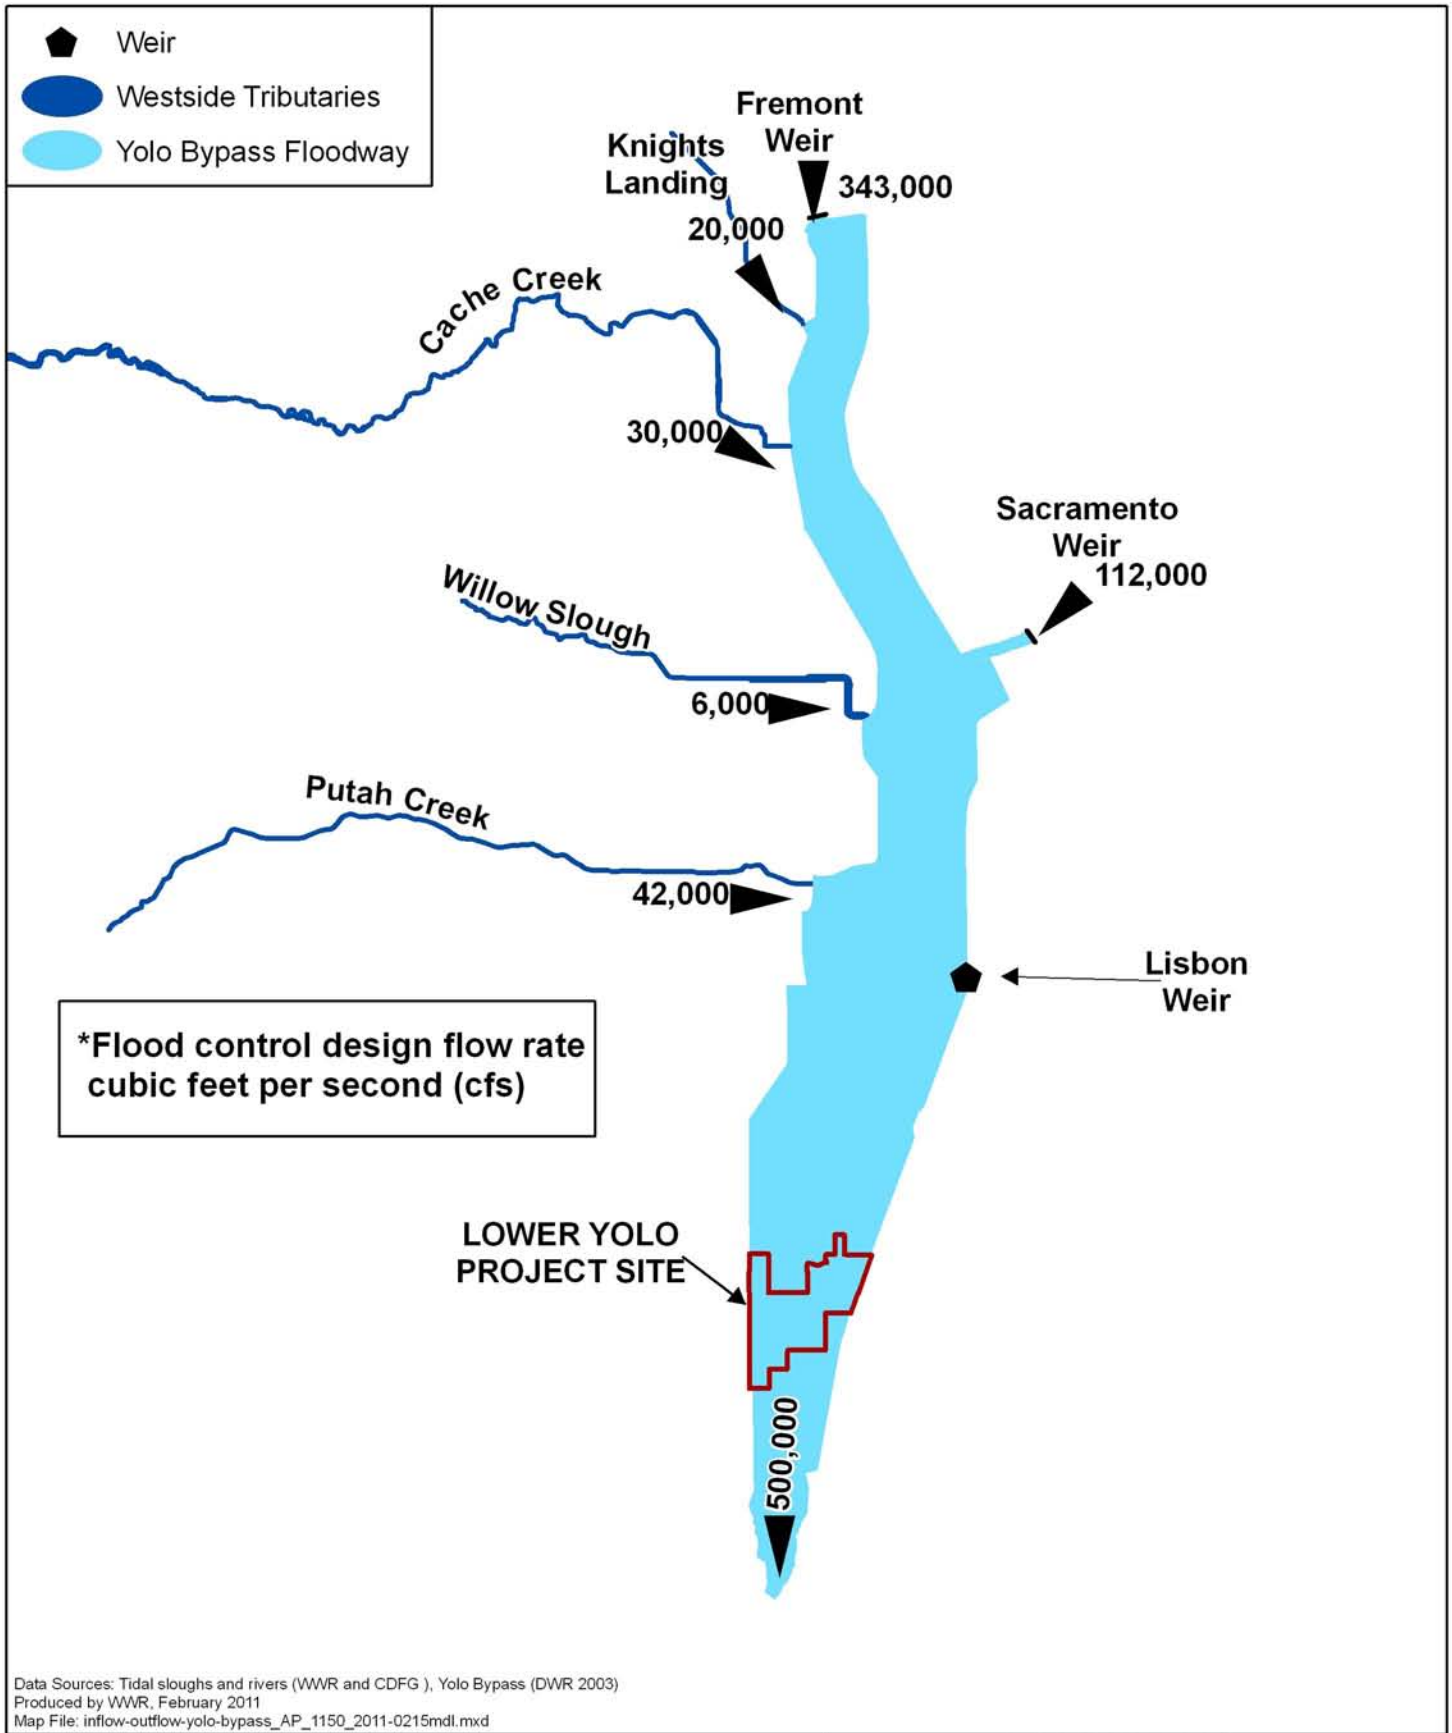 Weir
Westside Tributaries
Yolo Bypass Floodway
Fremont
Weir
343,000
Knights
Landing
20,000
Cache Creek
30,000
Sacramento
Weir
112,000
Willow Slough
6,000
Putah Creek
42,000
Lisbon
Weir
*Flood control design flow rate
cubic feet per second (cfs)
LOWER YOLO
PROJECT SITE
500,000
Data Sources: Tidal sloughs and rivers (WWR and CDFG ), Yolo Bypass (DWR 2003)
Produced by WWR, February 2011
Map File: inflow-outflow-yolo-bypass_AP_1150_2011-0215mdl.mxd